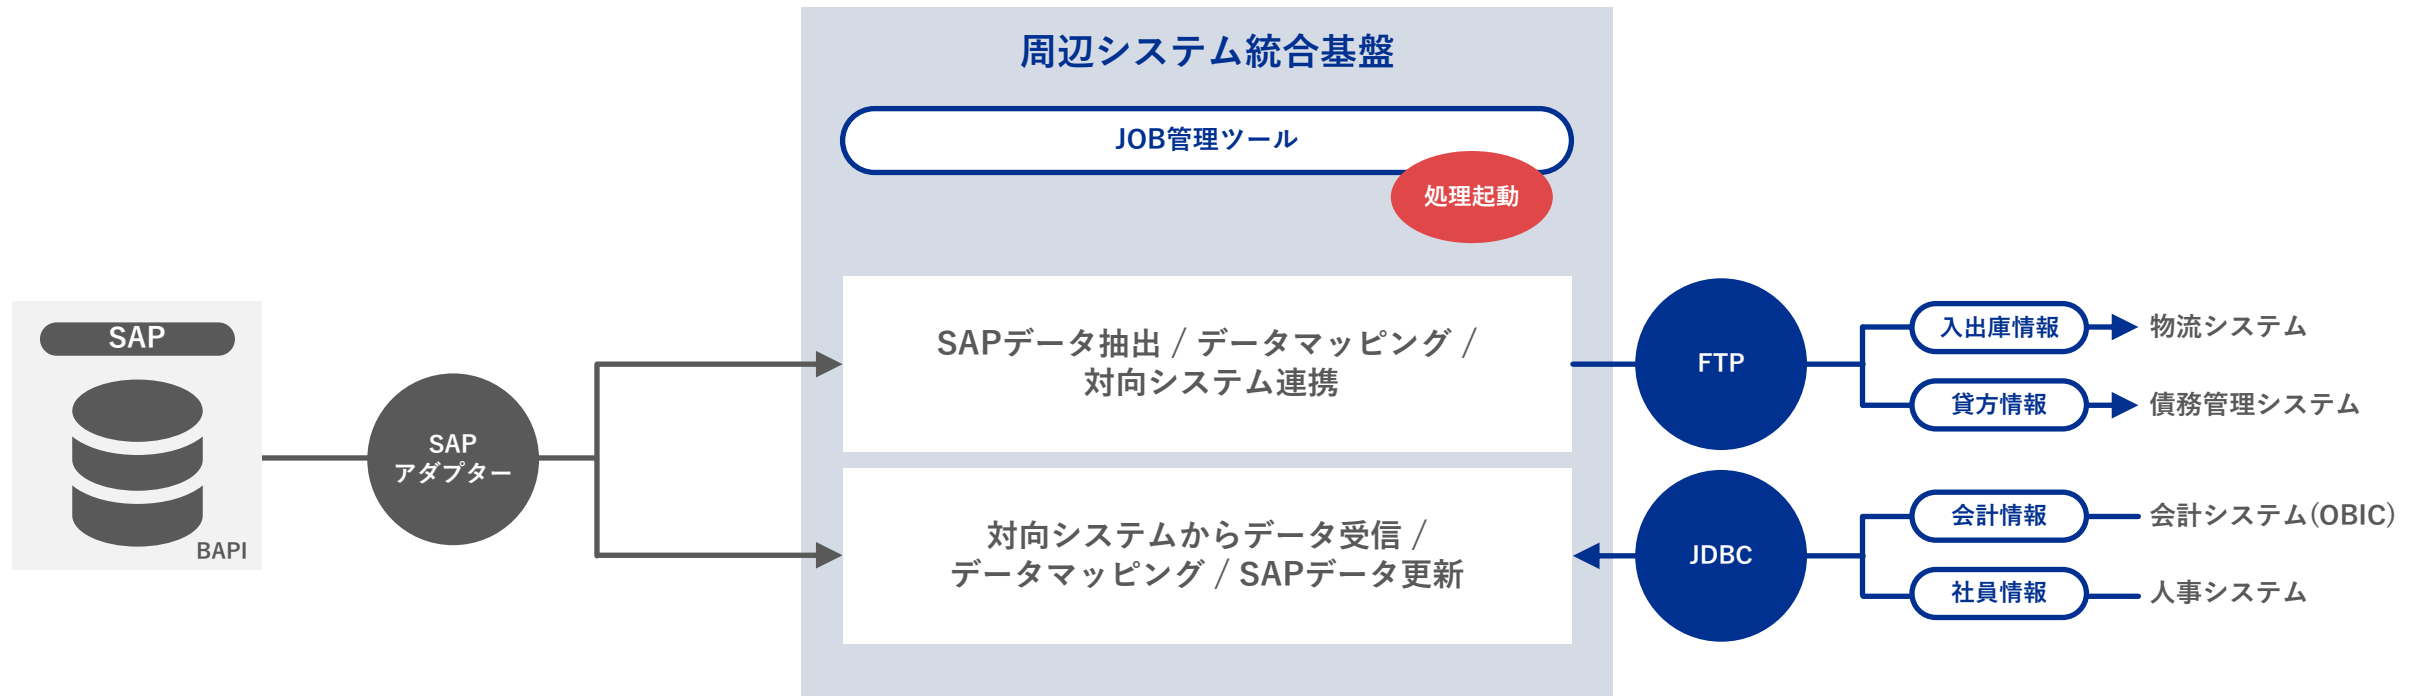 周辺システム統合基盤
JOB管理ツール
処理起動
SAP
BAPI
SAP
アダプター
SAPデータ抽出 / データマッピング /
対向システム連携
対向システムからデータ受信 /
データマッピング / SAPデータ更新
FTP
入出庫情報
物流システム
貸方情報
債務管理システム
JDBC
会計情報
会計システム(OBIC)
社員情報
人事システム